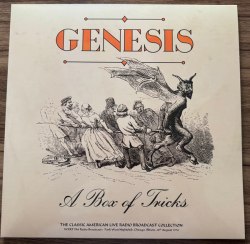 GENESIS
A Box of Tricks
THE CLASSIC AMERICAN LIVE RADIO BROADCAST COLLECTION